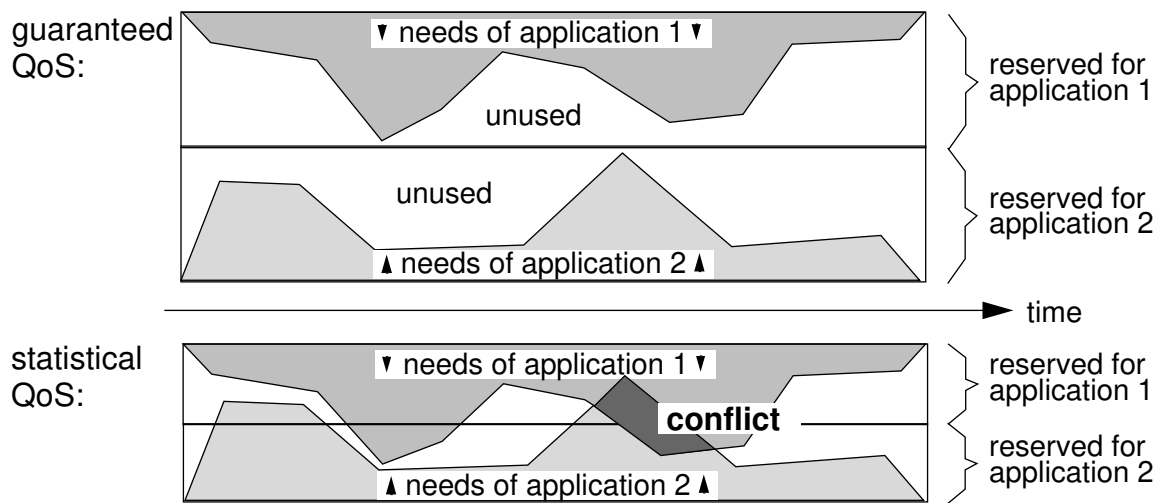 guaranteed
QoS:
needs of application 1
unused
reserved for
application 1
unused
needs of application 2
reserved for
application 2
time
statistical
QoS:
needs of application 1
conflict
reserved for
application 1
needs of application 2
reserved for
application 2